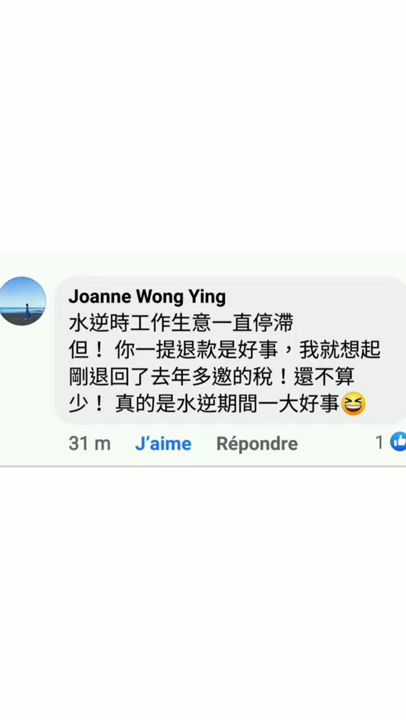 Joanne Wong Ying
水逆時工作生意一直停滯
但！ 你一提退款是好事，我就想起
剛退回了去年多邀的稅！還不算
少！ 真的是水逆期間一大好事😆
31 m J’aime Répondre 1